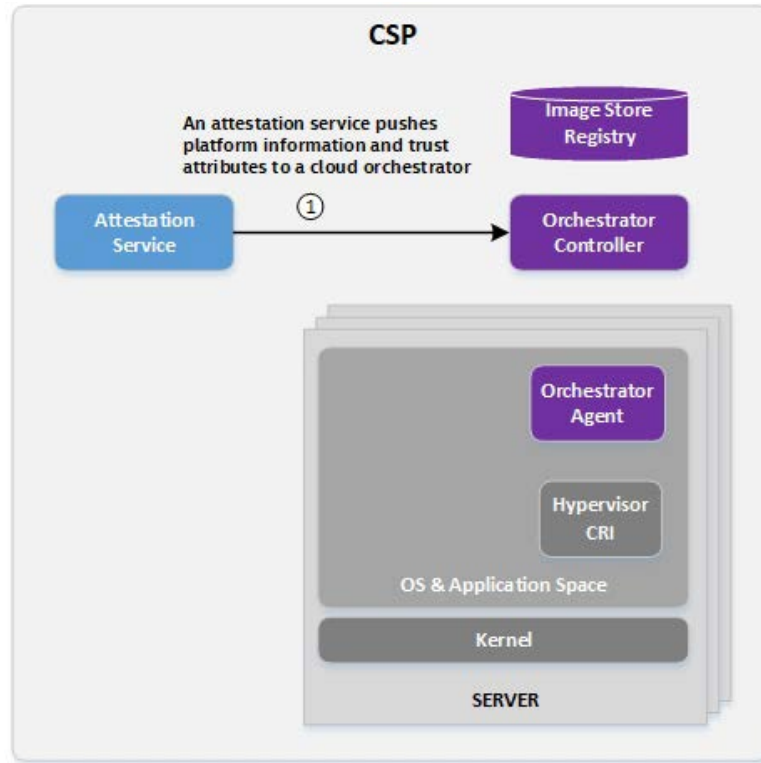 CSP
Image Store
Registry
An attestation service pushes
platform information and trust
attributes to a cloud orchestrator
1
Attestation
Service
Orchestrator
Controller
Orchestrator
Agent
Hypervisor
CRI
OS & Application Space
Kernel
SERVER